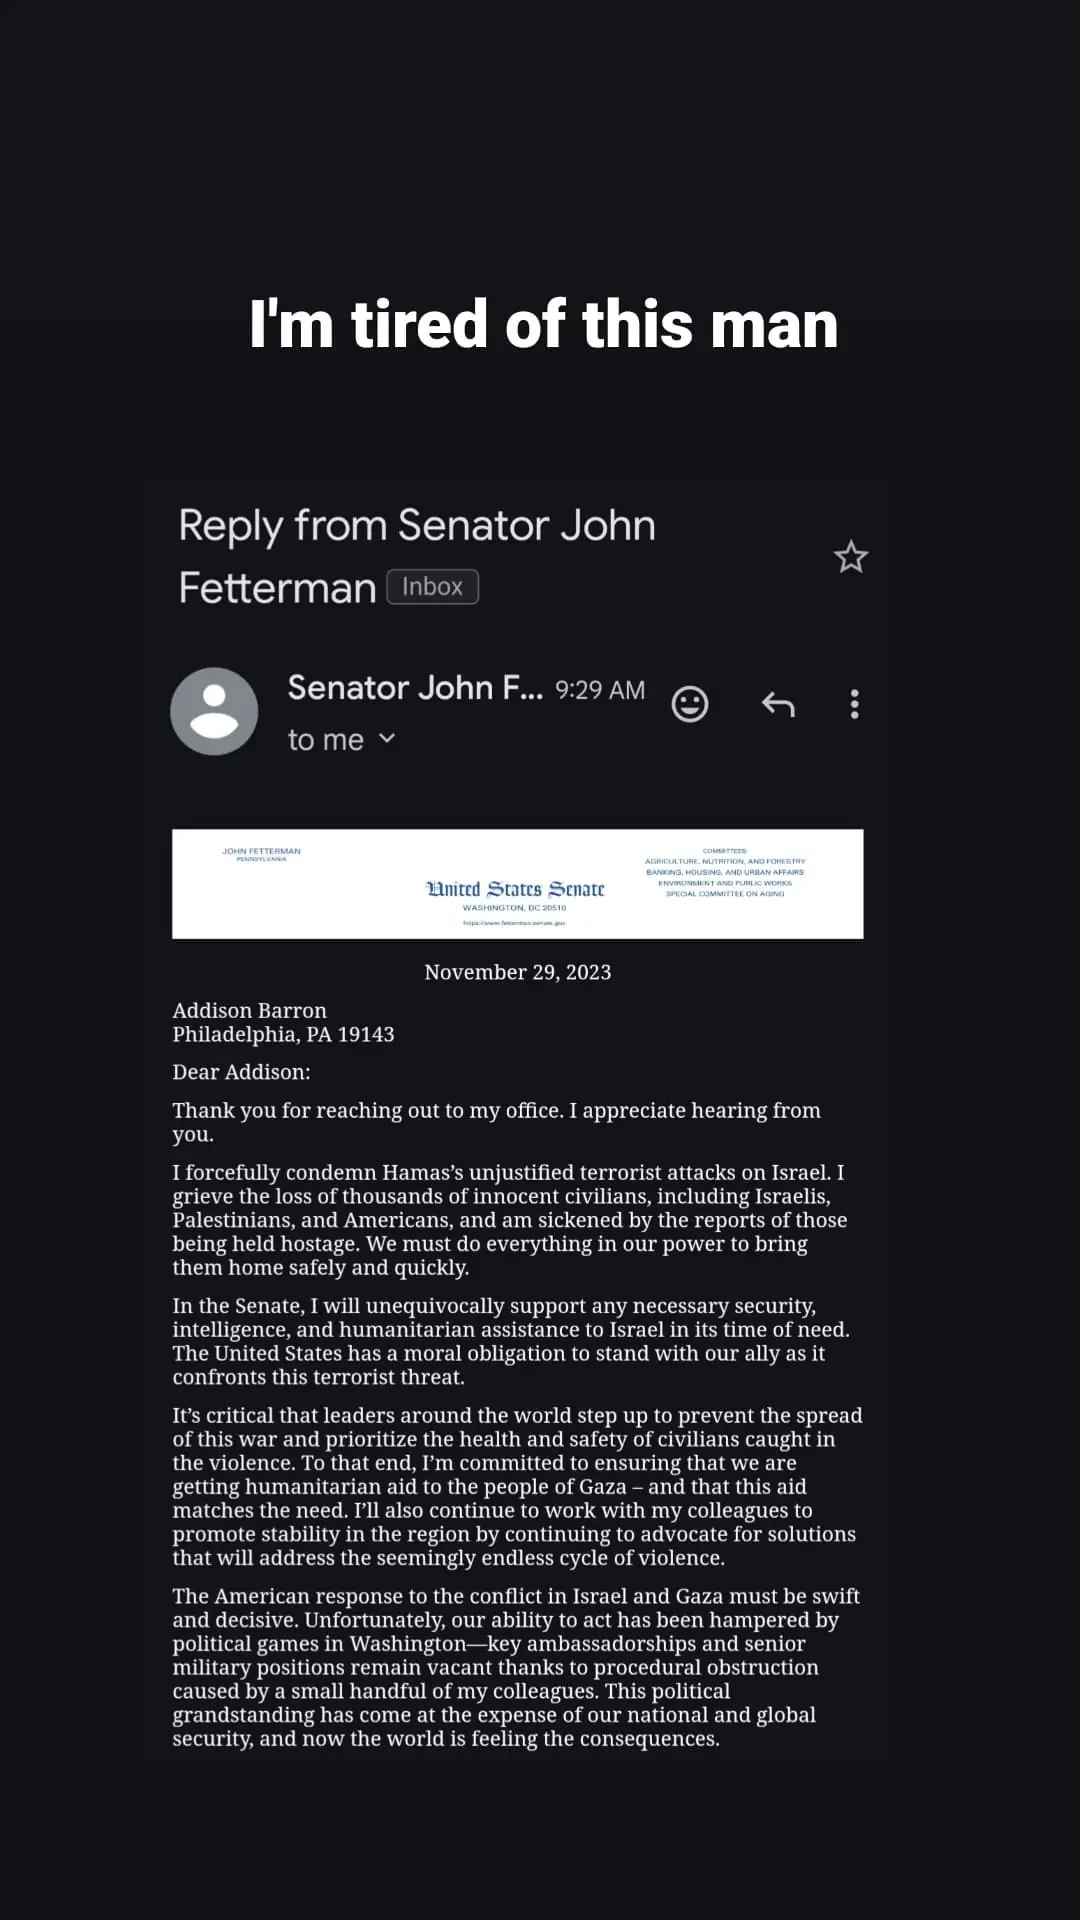 I'm tired of this man
Reply from Senator John
Fetterman Inbox
Senator John F... 9:29 AM
to me
JOHN FETTERMAN
PENNSYLVANIA
COMMITTEES:
AGRICULTURE, NUTRITION, AND FORESTRY
BANKING, HOUSING, AND URBAN AFFAIRS
ENVIRONMENT AND PUBLIC WORKS
SPECIAL COMMITTEE ON AGING
United States Senate
WASHINGTON, DC 20510
https://www.fetterman.senate.gov
November 29, 2023
Addison Barron
Philadelphia, PA 19143
Dear Addison:
Thank you for reaching out to my office. I appreciate hearing from
you.
I forcefully condemn Hamas’s unjustified terrorist attacks on Israel. I
grieve the loss of thousands of innocent civilians, including Israelis,
Palestinians, and Americans, and am sickened by the reports of those
being held hostage. We must do everything in our power to bring
them home safely and quickly.
In the Senate, I will unequivocally support any necessary security,
intelligence, and humanitarian assistance to Israel in its time of need.
The United States has a moral obligation to stand with our ally as it
confronts this terrorist threat.
It’s critical that leaders around the world step up to prevent the spread
of this war and prioritize the health and safety of civilians caught in
the violence. To that end, I’m committed to ensuring that we are
getting humanitarian aid to the people of Gaza – and that this aid
matches the need. I’ll also continue to work with my colleagues to
promote stability in the region by continuing to advocate for solutions
that will address the seemingly endless cycle of violence.
The American response to the conflict in Israel and Gaza must be swift
and decisive. Unfortunately, our ability to act has been hampered by
political games in Washington—key ambassadorships and senior
military positions remain vacant thanks to procedural obstruction
caused by a small handful of my colleagues. This political
grandstanding has come at the expense of our national and global
security, and now the world is feeling the consequences.